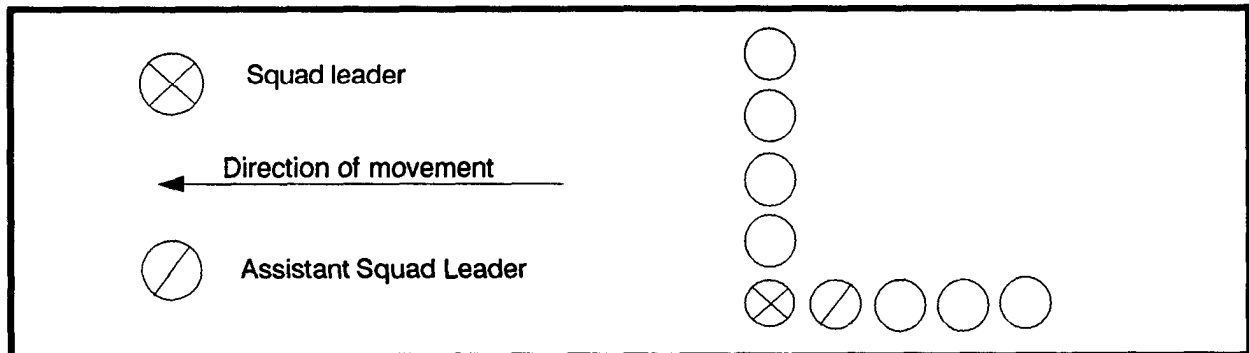 Squad leader
Direction of movement
Assistant Squad Leader